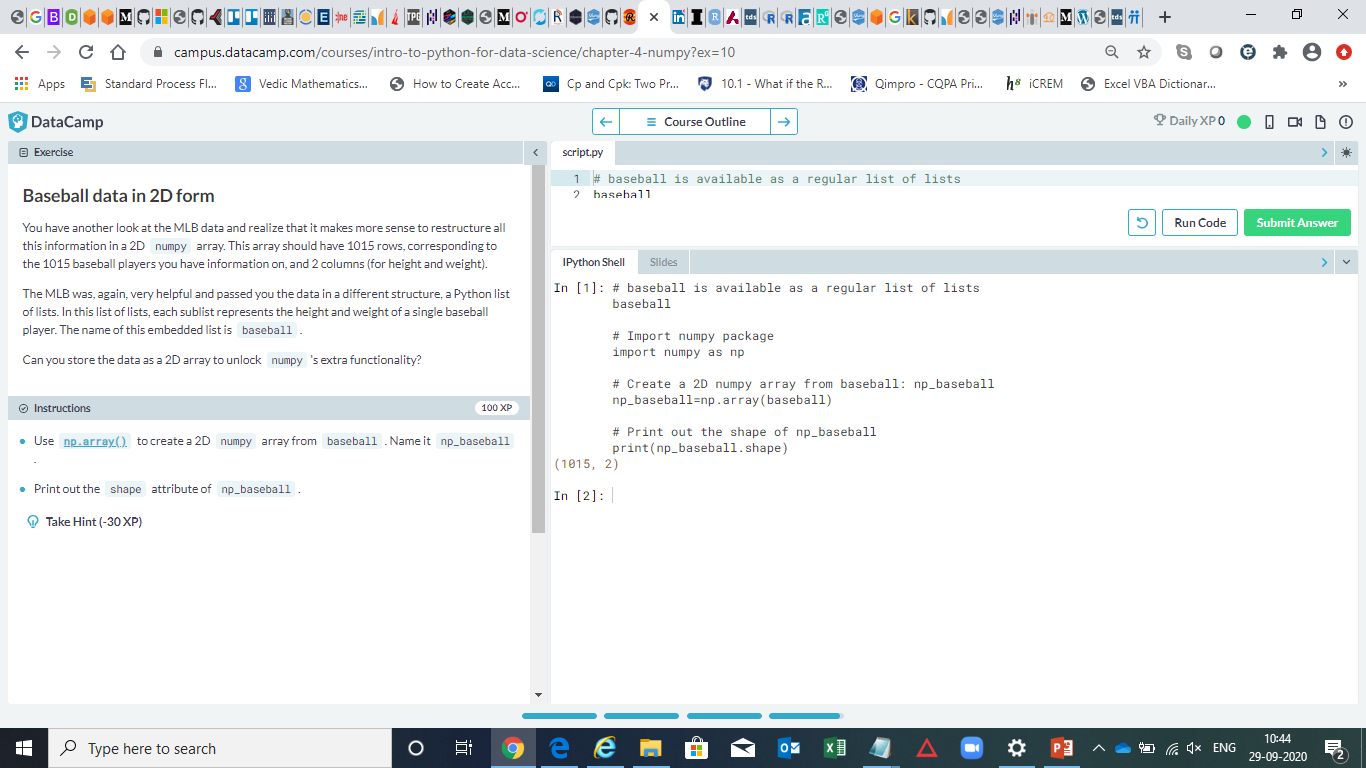 campus.datacamp.com/courses/intro-to-python-for-data-science/chapter-4-numpy?ex=10
Apps Standard Process Fl... Vedic Mathematics... How to Create Acc... Cp and Cpk: Two Pr... 10.1 - What if the R... Qimpro - CQPA Pri... iCREM Excel VBA Dictionar... »
DataCamp
Course Outline
Daily XP 0
Exercise
Baseball data in 2D form
You have another look at the MLB data and realize that it makes more sense to restructure all
this information in a 2D numpy array. This array should have 1015 rows, corresponding to
the 1015 baseball players you have information on, and 2 columns (for height and weight).
The MLB was, again, very helpful and passed you the data in a different structure, a Python list
of lists. In this list of lists, each sublist represents the height and weight of a single baseball
player. The name of this embedded list is baseball .
Can you store the data as a 2D array to unlock numpy 's extra functionality?
Instructions
100 XP
Use np.array() to create a 2D numpy array from baseball . Name it np_baseball
.
Print out the shape attribute of np_baseball .
Take Hint (-30 XP)
script.py
1 # baseball is available as a regular list of lists
2 baseball
Run Code
Submit Answer
IPython Shell
Slides
In [1]: # baseball is available as a regular list of lists
baseball
# Import numpy package
import numpy as np
# Create a 2D numpy array from baseball: np_baseball
np_baseball=np.array(baseball)
# Print out the shape of np_baseball
print(np_baseball.shape)
(1015, 2)
In [2]:
Type here to search
ENG
10:44
29-09-2020
2